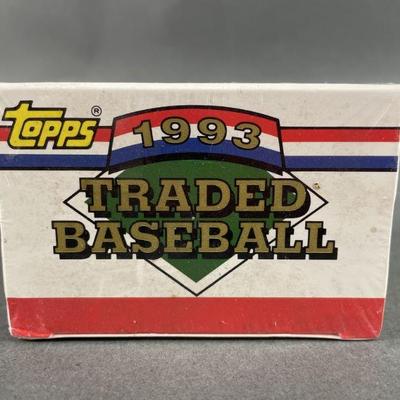 topps®
1993
TRADED
BASEBALL